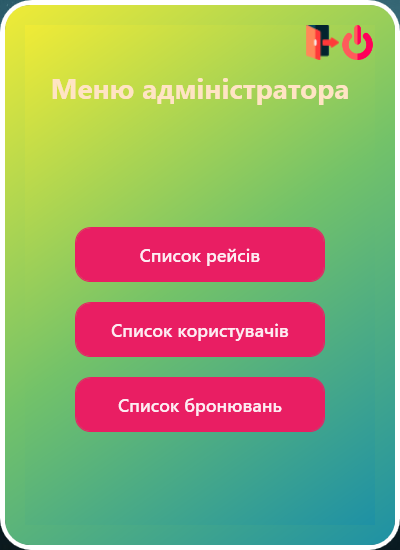 Меню адміністратора
Список рейсів
Список користувачів
Список бронювань